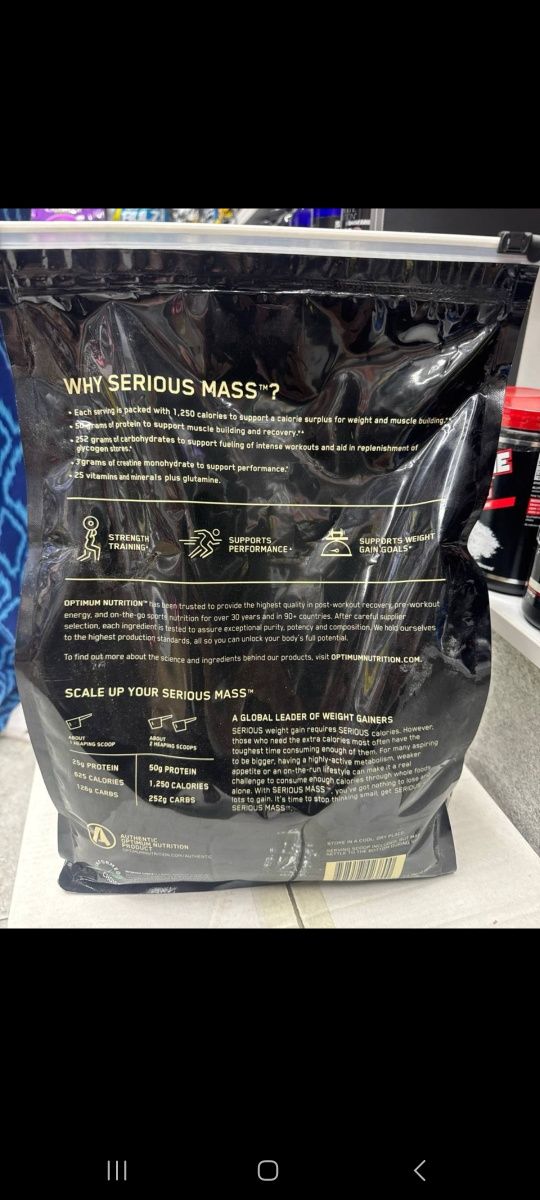 WHY SERIOUS MASS™?
• Each serving is packed with 1,250 calories to support a calorie surplus for weight and muscle building.*^
• 50 grams of protein to support muscle building and recovery.*^
• 252 grams of carbohydrates to support fueling of intense workouts and aid in replenishment of
glycogen stores.*
• 3 grams of creatine monohydrate to support performance.*
• 25 vitamins and minerals plus glutamine.
STRENGTH
TRAINING^
SUPPORTS
PERFORMANCE^
SUPPORTS WEIGHT
GAIN GOALS^
OPTIMUM NUTRITION™ has been trusted to provide the highest quality in post-workout recovery, pre-workout
energy, and on-the-go sports nutrition for over 30 years and in 90+ countries. After careful supplier
selection, each ingredient is tested to assure exceptional purity, potency and composition. We hold ourselves
to the highest production standards, all so you can unlock your body's full potential.
To find out more about the science and ingredients behind our products, visit OPTIMUMNUTRITION.COM.
SCALE UP YOUR SERIOUS MASS™
ABOUT
1 HEAPING SCOOP
25g PROTEIN
625 CALORIES
126g CARBS
ABOUT
2 HEAPING SCOOPS
50g PROTEIN
1,250 CALORIES
252g CARBS
A GLOBAL LEADER OF WEIGHT GAINERS
SERIOUS weight gain requires SERIOUS calories. However,
those who need the extra calories most often have the
toughest time consuming enough of them. For many aspiring
to be bigger, having a highly-active metabolism, weaker
appetite or an on-the-run lifestyle can make it a real
challenge to consume enough calories through whole foods
alone. With SERIOUS MASS™, you've got nothing to lose and
lots to gain. It's time to stop thinking small, get SERIOUS
SERIOUS MASS™.
AUTHENTIC
OPTIMUM NUTRITION
PRODUCT
OPTIMUMNUTRITION.COM/AUTHENTIC
STORE IN A COOL, DRY PLACE.
SERVING SCOOP INCLUDED, BUT MAY
SETTLE TO THE BOTTOM DURING